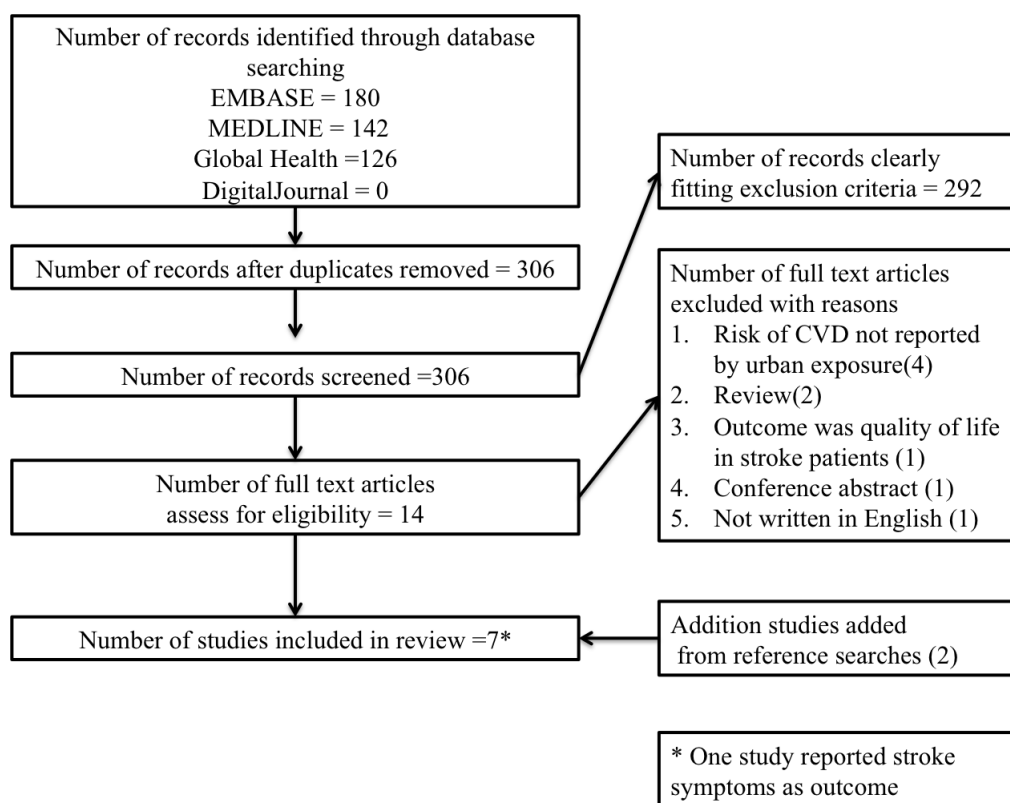 Number of records identified through database
searching
EMBASE = 180
MEDLINE = 142
Global Health =126
DigitalJournal = 0
Number of records clearly
fitting exclusion criteria = 292
Number of records after duplicates removed = 306
Number of full text articles
excluded with reasons
1. Risk of CVD not reported
by urban exposure(4)
2. Review(2)
3. Outcome was quality of life
in stroke patients (1)
4. Conference abstract (1)
5. Not written in English (1)
Number of records screened =306
Number of full text articles
assess for eligibility = 14
Number of studies included in review =7*
Addition studies added
from reference searches (2)
* One study reported stroke
symptoms as outcome